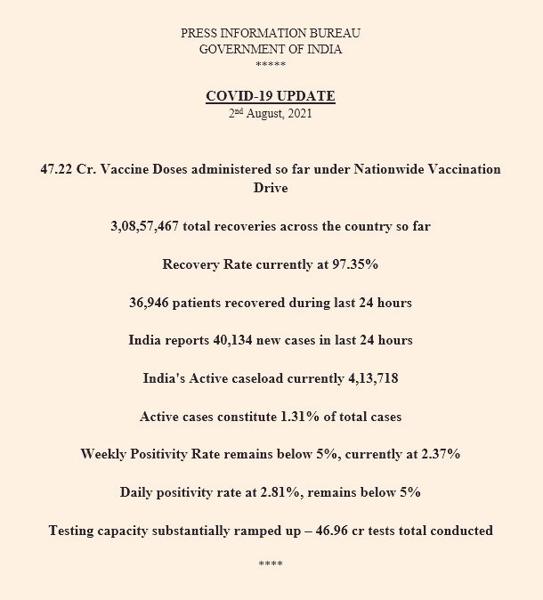 PRESS INFORMATION BUREAU
GOVERNMENT OF INDIA
*****
COVID-19 UPDATE
2nd August, 2021
47.22 Cr. Vaccine Doses administered so far under Nationwide Vaccination
Drive
3,08,57,467 total recoveries across the country so far
Recovery Rate currently at 97.35%
36,946 patients recovered during last 24 hours
India reports 40,134 new cases in last 24 hours
India's Active caseload currently 4,13,718
Active cases constitute 1.31% of total cases
Weekly Positivity Rate remains below 5%, currently at 2.37%
Daily positivity rate at 2.81%, remains below 5%
Testing capacity substantially ramped up – 46.96 cr tests total conducted
****